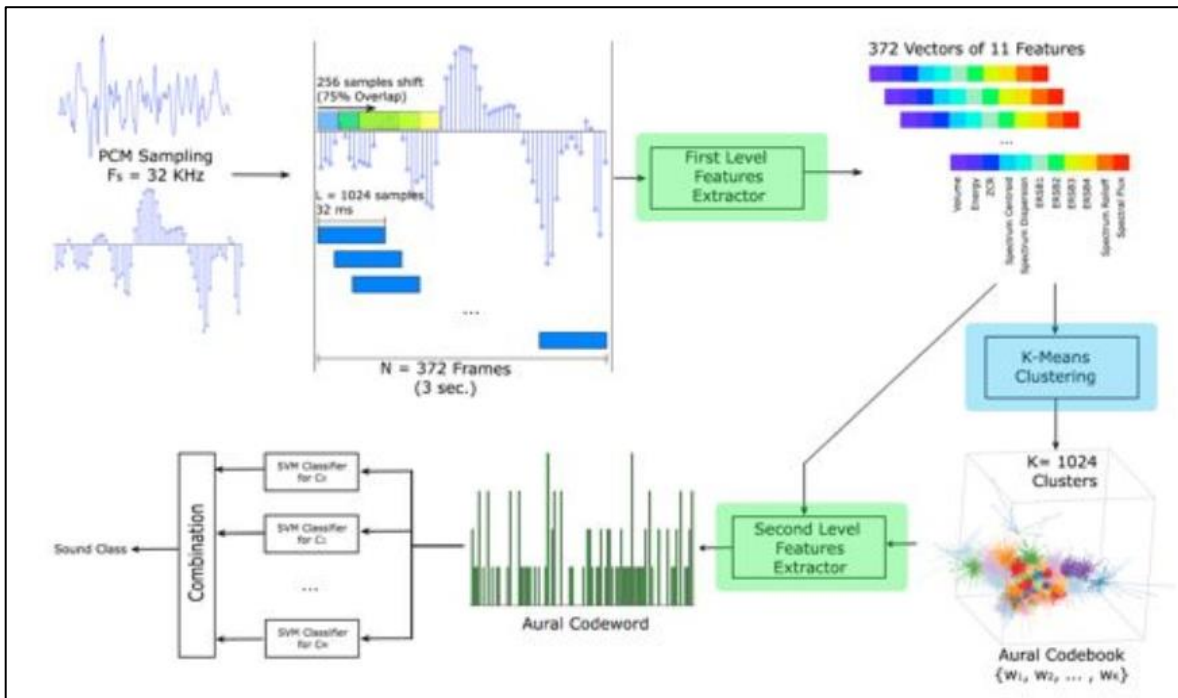 PCM Sampling
Fs = 32 KHz
256 samples shift
(75% Overlap)
L = 1024 samples
32 ms
...
N = 372 Frames
(3 sec.)
First Level
Features
Extractor
372 Vectors of 11 Features
...
Volume
Energy
ZCR
Spectrum Centroid
Spectrum Dispersion
ERSB1
ERSB2
ERSB3
ERSB4
Spectrum Rolloff
Spectral Flux
K-Means
Clustering
K= 1024
Clusters
Aural Codebook
{w₁, w₂, ... , wₖ}
Second Level
Features
Extractor
Aural Codeword
SVM Classifier
for C₀
SVM Classifier
for C₁
...
SVM Classifier
for
Combination
Sound Class